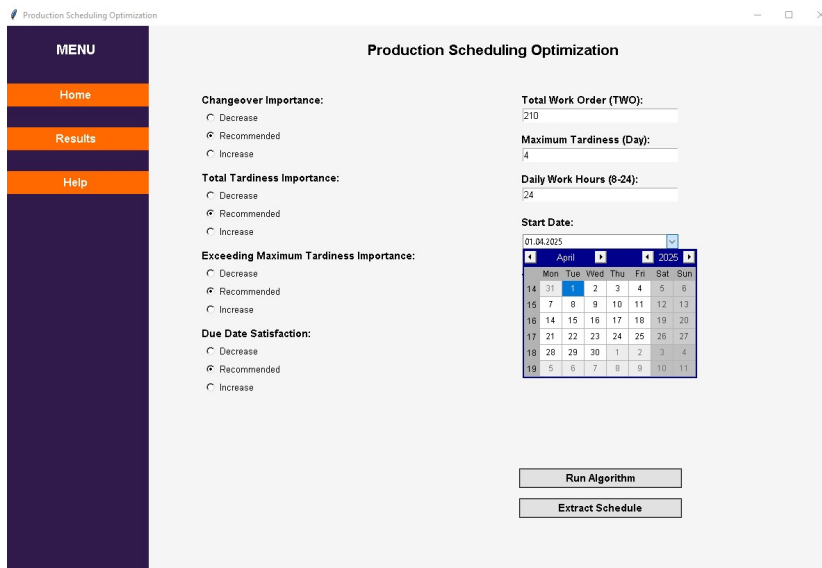 Production Scheduling Optimization
MENU
Home
Results
Help
Production Scheduling Optimization
Changeover Importance:
Decrease
Recommended
Increase
Total Tardiness Importance:
Decrease
Recommended
Increase
Exceeding Maximum Tardiness Importance:
Decrease
Recommended
Increase
Due Date Satisfaction:
Decrease
Recommended
Increase
Total Work Order (TWO):
210
Maximum Tardiness (Day):
4
Daily Work Hours (8-24):
24
Start Date:
01.04.2025
April 2025
Mon Tue Wed Thu Fri Sat Sun
14 31 1 2 3 4 5 6
15 7 8 9 10 11 12 13
16 14 15 16 17 18 19 20
17 21 22 23 24 25 26 27
18 28 29 30 1 2 3 4
19 5 6 7 8 9 10 11
Run Algorithm
Extract Schedule